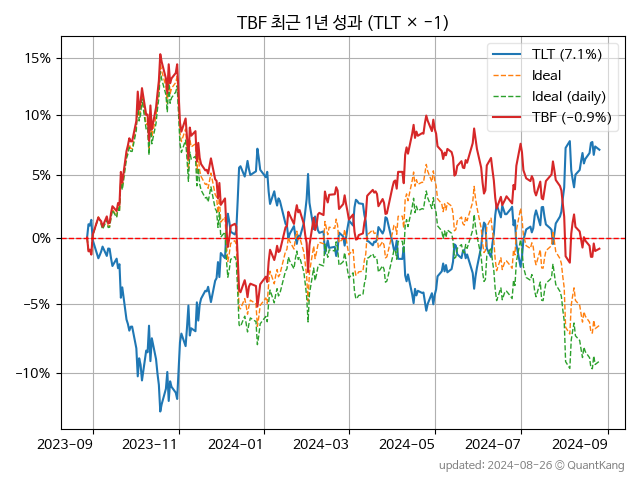 TBF 최근 1년 성과 (TLT × −1)
TLT (7.1%)
Ideal
Ideal (daily)
TBF (−0.9%)
15%
10%
5%
0%
−5%
−10%
2023-09 2023-11 2024-01 2024-03 2024-05 2024-07 2024-09
updated: 2024-08-26 © QuantKang